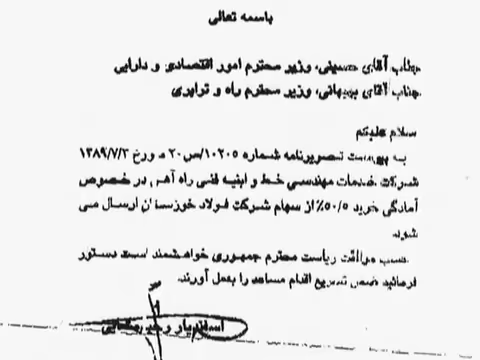 باسمه تعالی
جناب آقای حسینی، وزیر محترم امور اقتصادی و دارایی
جناب آقای بهبهانی، وزیر محترم راه و ترابری
سلام علیکم
به پیوست تصویرنامه شماره ۱۰۲۰۵/ص۲۰ مورخ ۱۳۸۹/۷/۳
شرکت خدمات مهندسی خط و ابنیه فنی راه آهن در خصوص
آمادگی خرید ۵۰/۵٪ از سهام شرکت فولاد خوزستان ارسال می
شود.
حسب موافقت ریاست محترم جمهوری خواهشمند است دستور
فرمائید ضمن تسریع اقدام مساعد را بعمل آورند.
اسفندیار رحیم مشائی